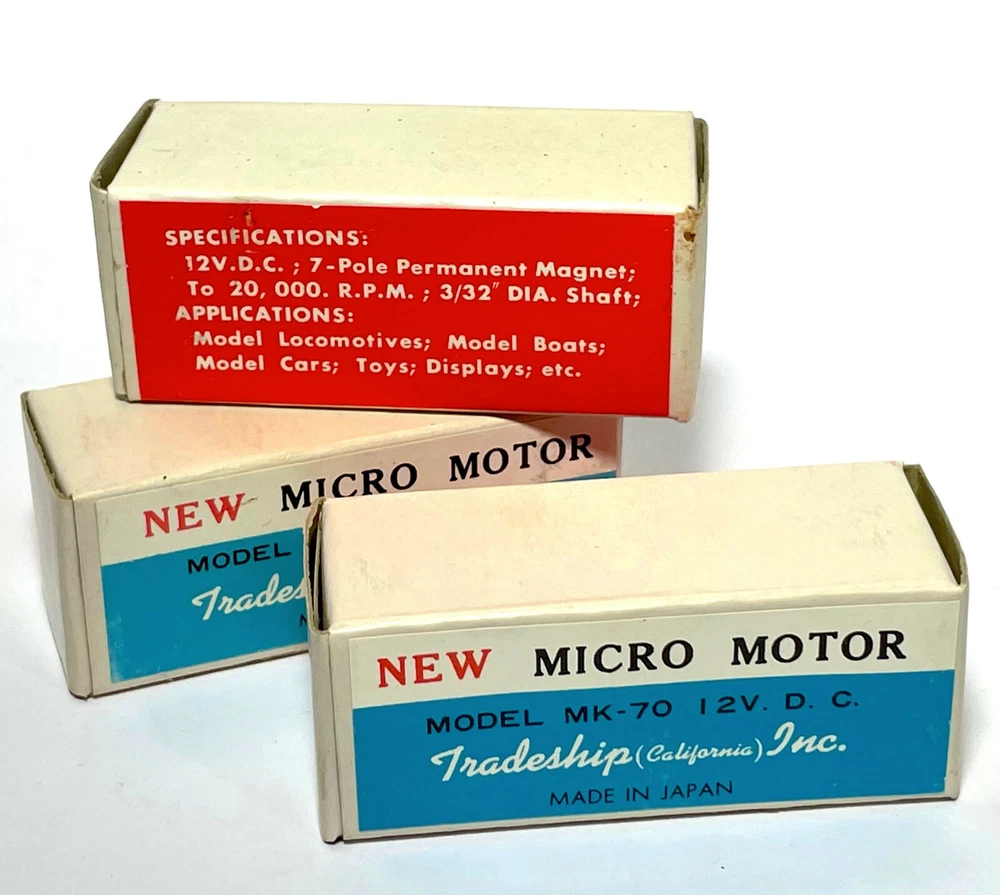 SPECIFICATIONS:
12V.D.C. ; 7-Pole Permanent Magnet;
To 20, 000. R.P.M. ; 3/32" DIA. Shaft;
APPLICATIONS:
Model Locomotives; Model Boats;
Model Cars; Toys; Displays; etc.
NEW MICRO MOTOR
MODEL
NEW MICRO MOTOR
MODEL MK-70 12V. D. C.
Tradeship (California) Inc.
MADE IN JAPAN